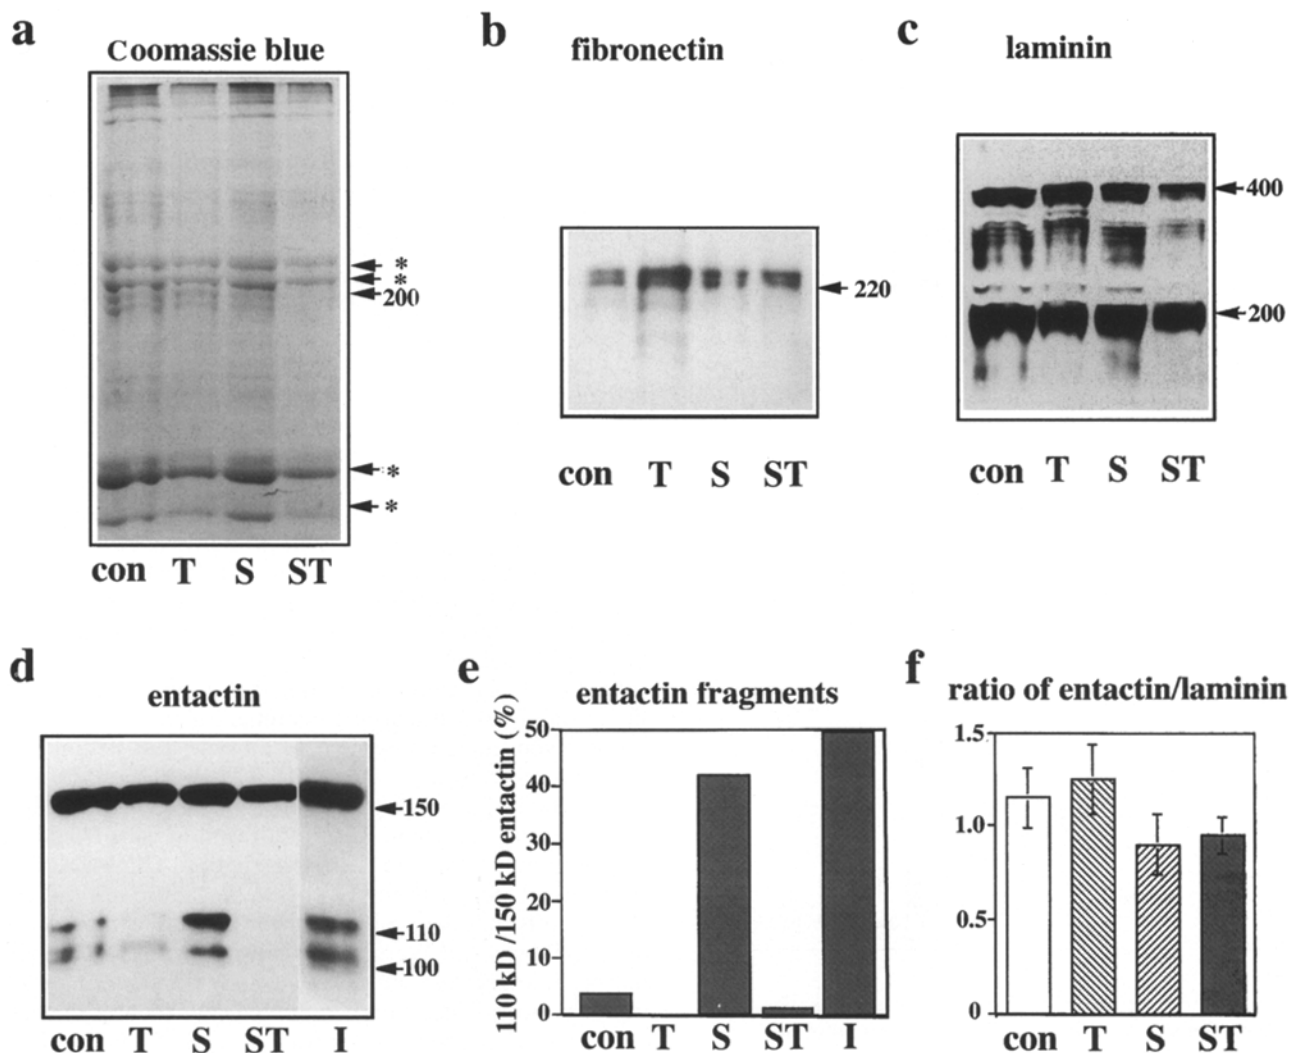 a
Coomassie blue
*
*
200
*
*
con T S ST
b
fibronectin
220
con T S ST
c
laminin
400
200
con T S ST
d
entactin
150
110
100
con T S ST I
e
entactin fragments
110 kD /150 kD entactin (%)
50
40
30
20
10
0
con T S ST I
f
ratio of entactin/laminin
1.5
1.0
0.5
0
con T S ST